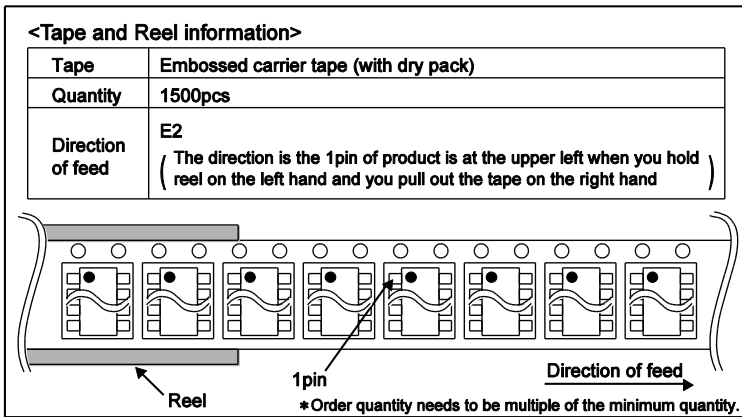 <Tape and Reel information>
Tape Embossed carrier tape (with dry pack)
Quantity 1500pcs
Direction of feed E2
( The direction is the 1pin of product is at the upper left when you hold
reel on the left hand and you pull out the tape on the right hand )
Reel
1pin
Direction of feed
*Order quantity needs to be multiple of the minimum quantity.